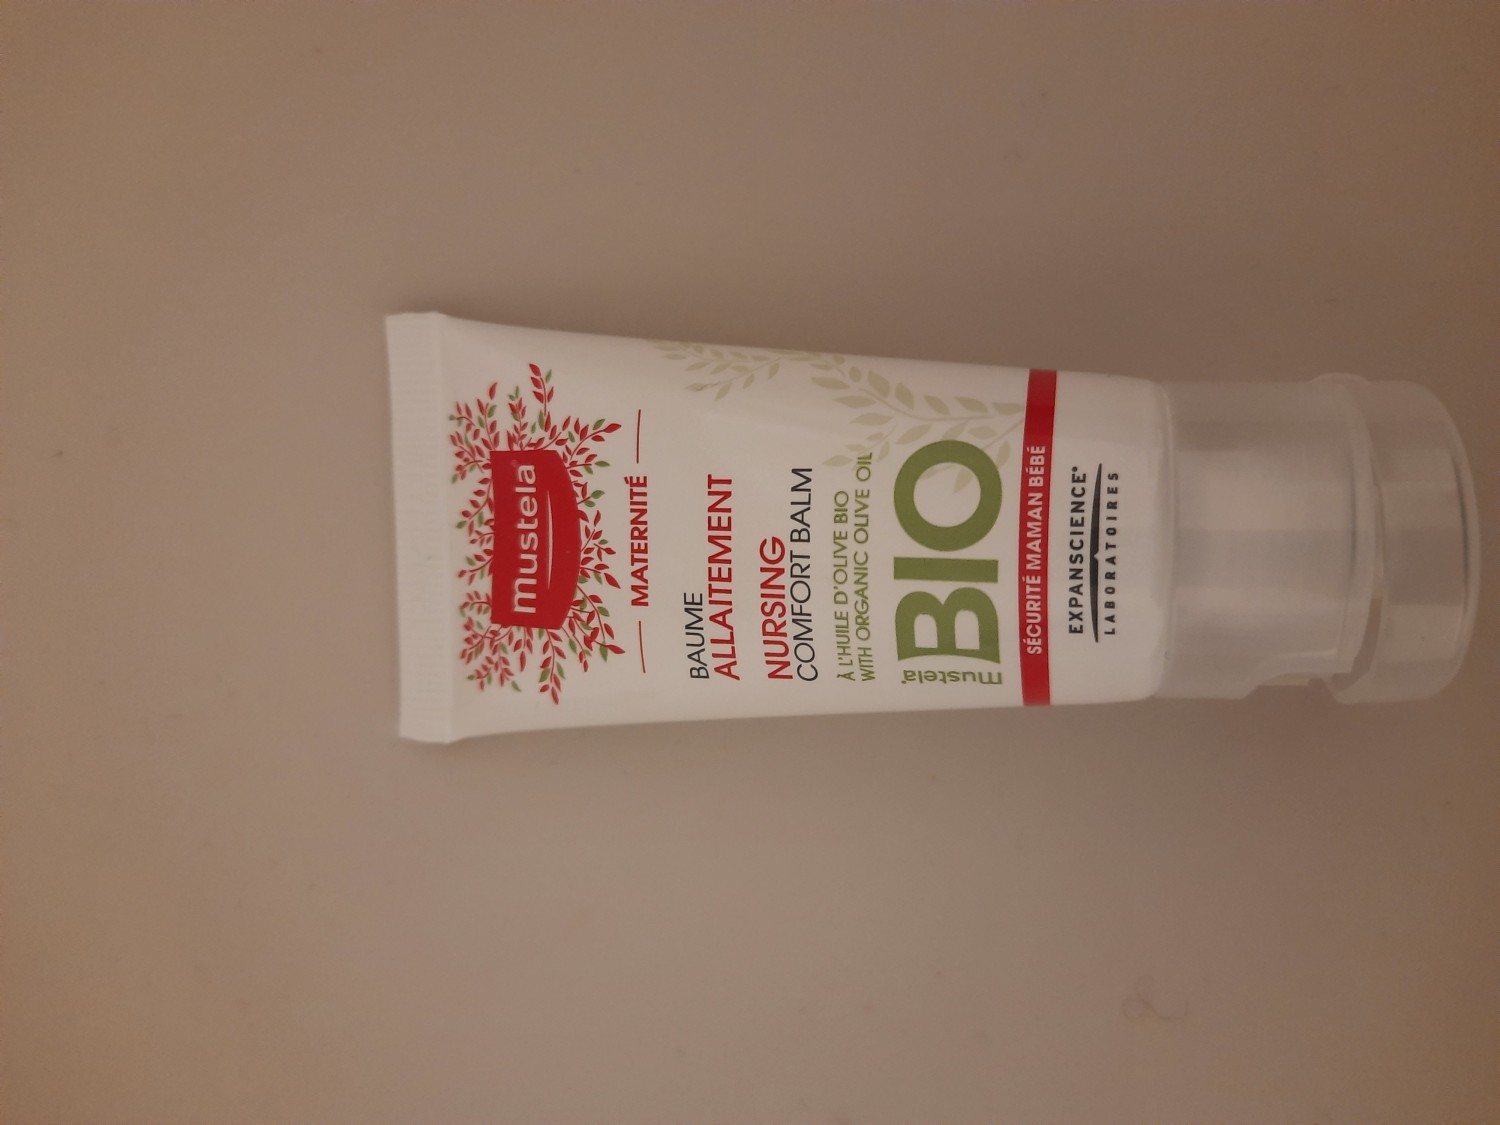 mustela
MATERNITÉ
BAUME
ALLAITEMENT
NURSING
COMFORT BALM
À L'HUILE D'OLIVE BIO
WITH ORGANIC OLIVE OIL
mustela
BIO
SÉCURITÉ MAMAN BÉBÉ
EXPANSCIENCE®
LABORATOIRES